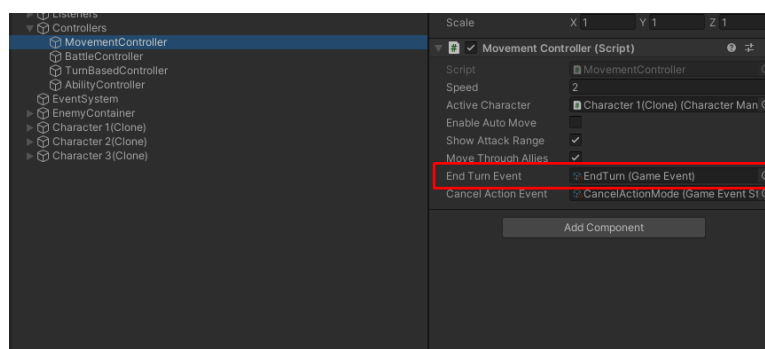 Listeners
Controllers
MovementController
BattleController
TurnBasedController
AbilityController
EventSystem
EnemyContainer
Character 1(Clone)
Character 2(Clone)
Character 3(Clone)
Scale X 1 Y 1 Z 1
# Movement Controller (Script)
Script MovementController
Speed 2
Active Character Character 1(Clone) (Character Man
Enable Auto Move
Show Attack Range
Move Through Allies
End Turn Event EndTurn (Game Event)
Cancel Action Event CancelActionMode (Game Event St
Add Component